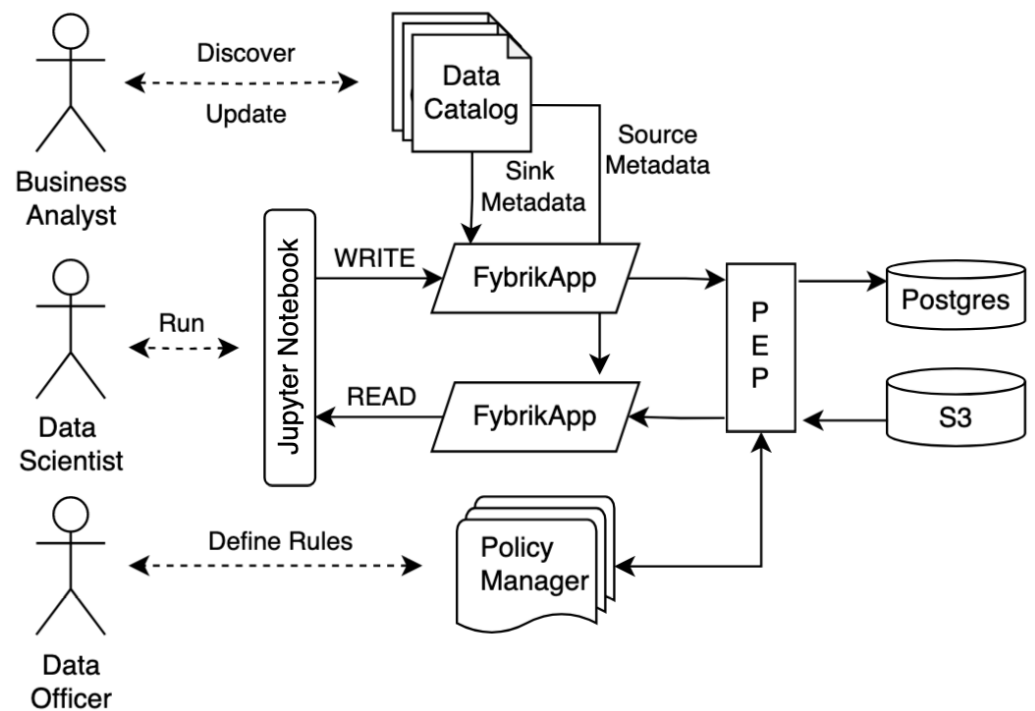 Discover
Update
Business
Analyst
Data
Catalog
Sink
Metadata
Source
Metadata
Jupyter Notebook
WRITE
FybrikApp
READ
FybrikApp
P
E
P
Postgres
S3
Run
Data
Scientist
Define Rules
Policy
Manager
Data
Officer